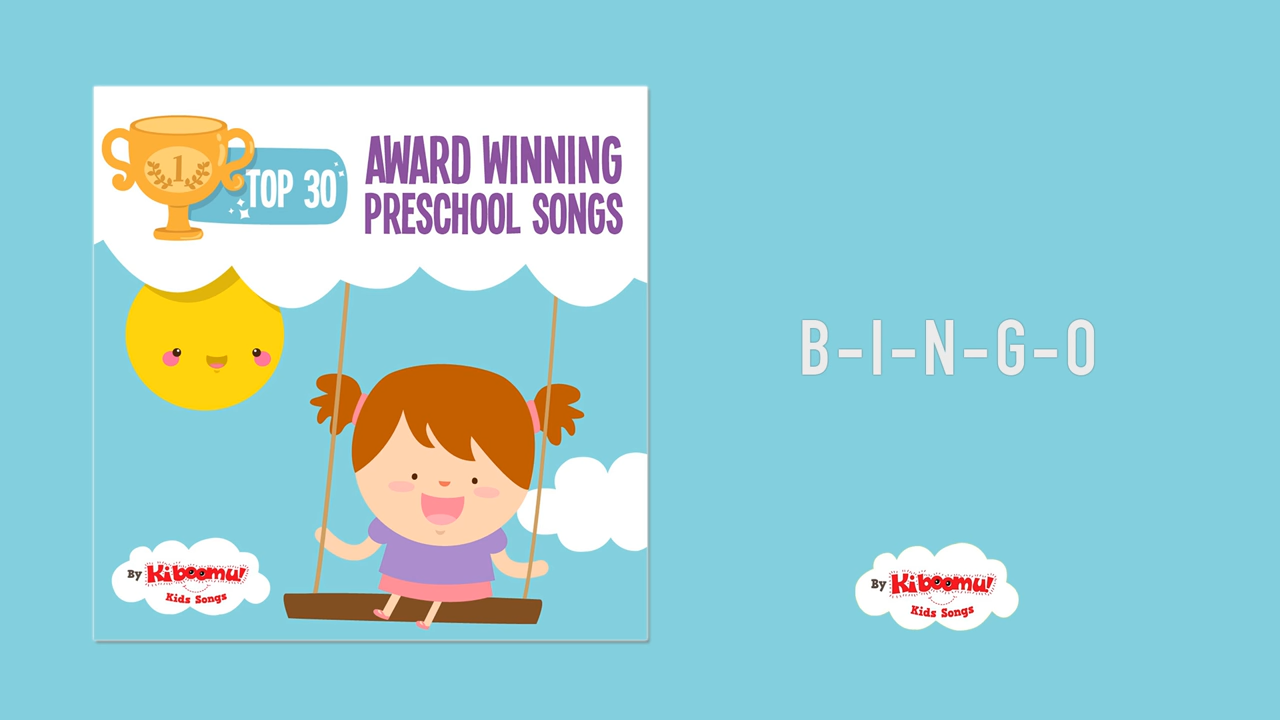 1
TOP 30
AWARD WINNING
PRESCHOOL SONGS
By Kiboomu!
Kids Songs
B-I-N-G-O
By Kiboomu!
Kids Songs